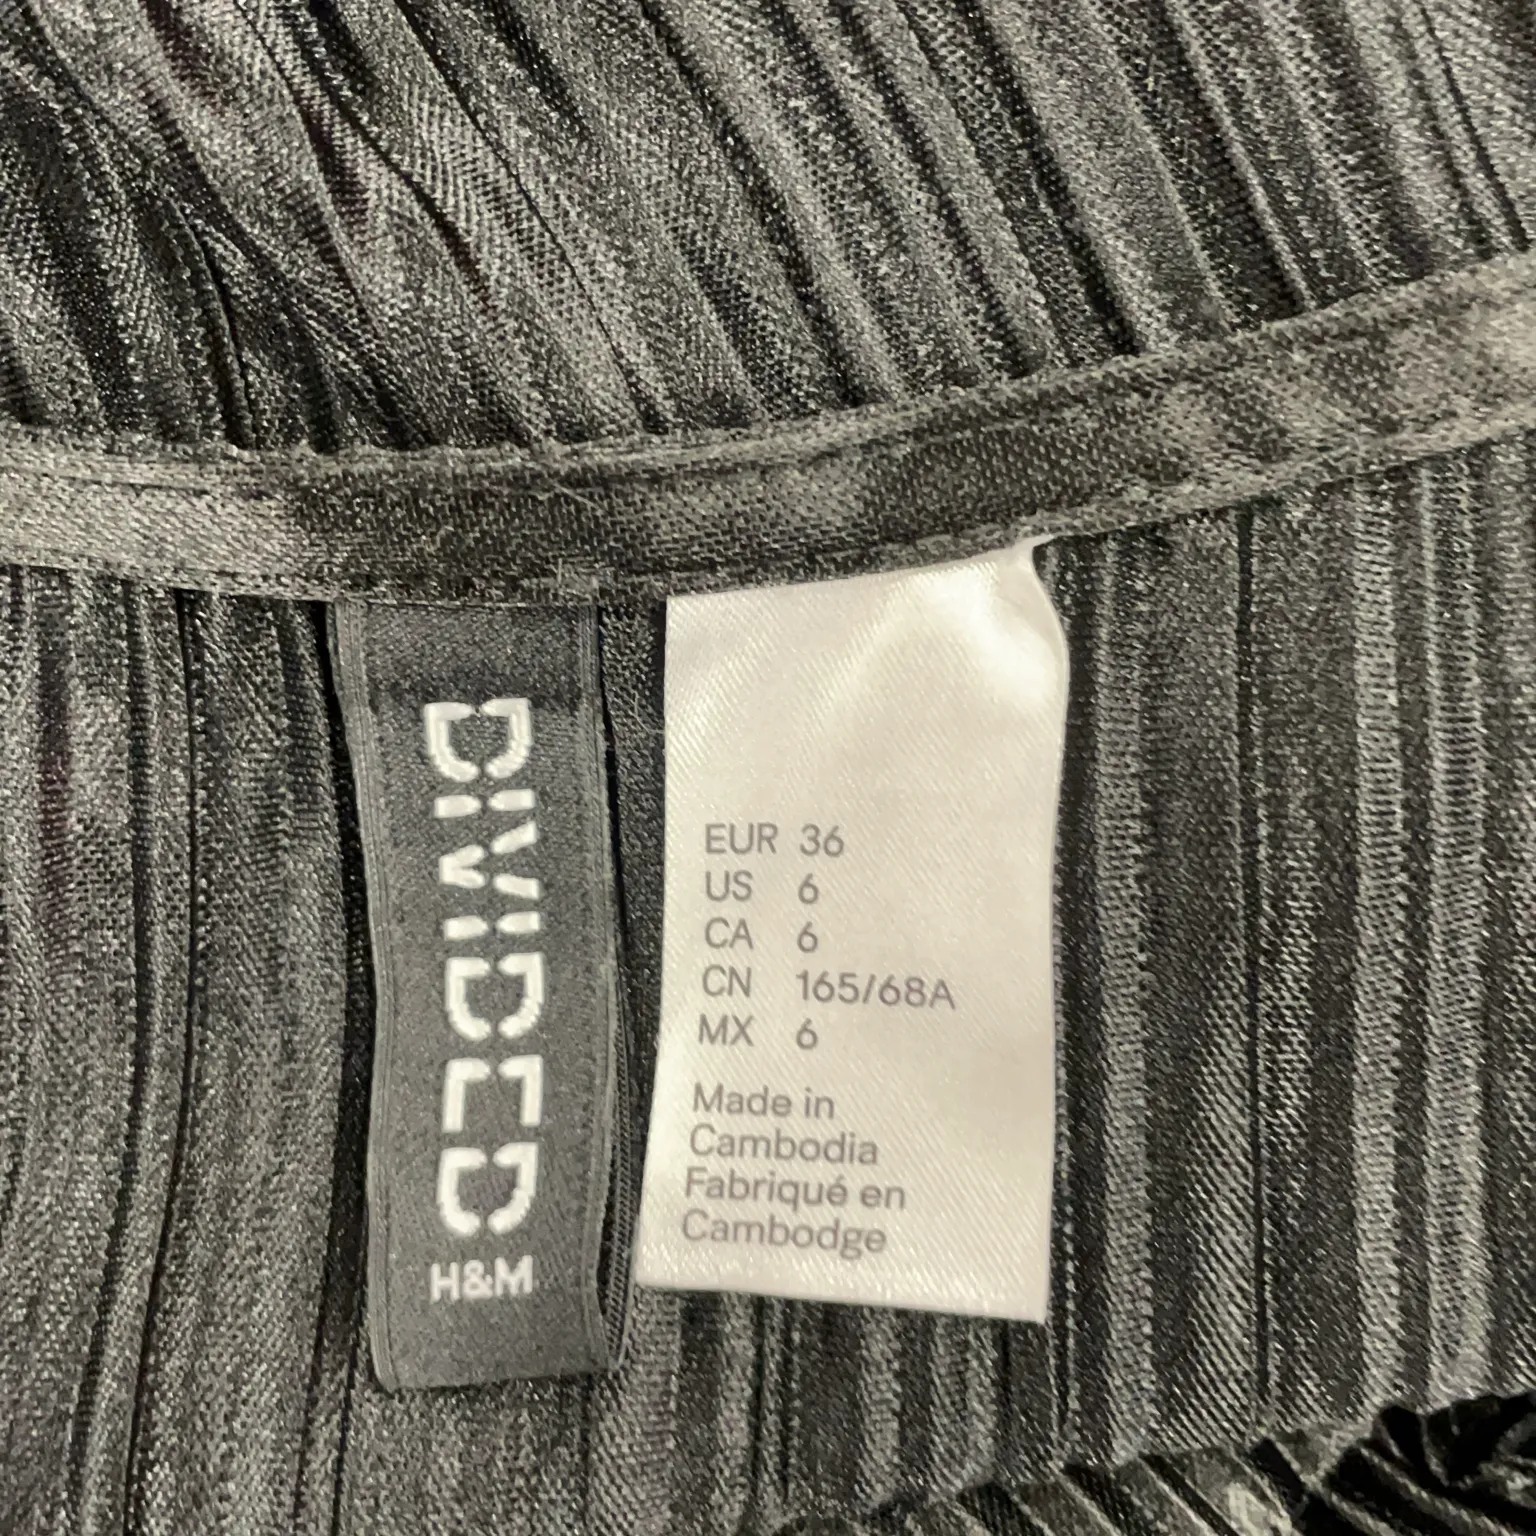 DIVIDED
H&M
EUR 36
US 6
CA 6
CN 165/68A
MX 6
Made in
Cambodia
Fabriqué en
Cambodge